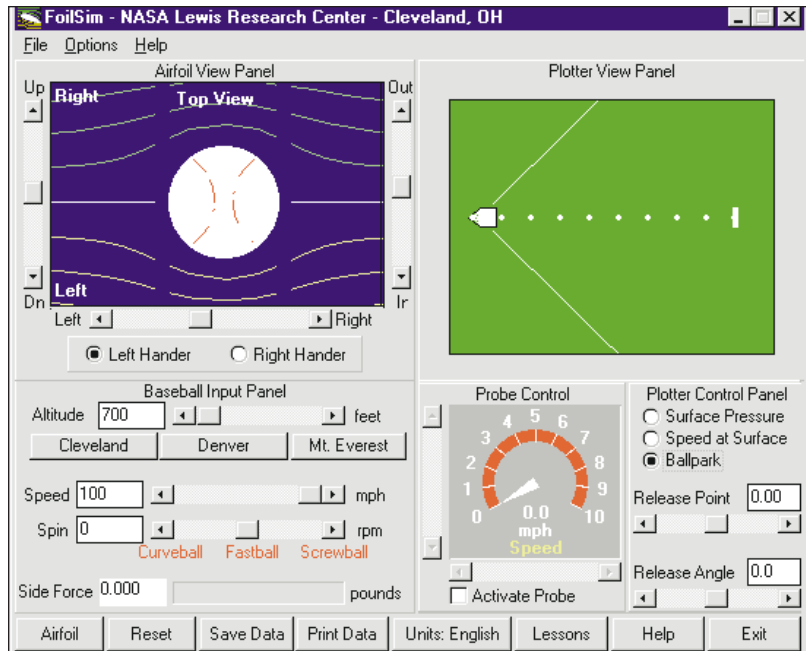 FoilSim - NASA Lewis Research Center - Cleveland, OH
File Options Help
Airfoil View Panel
Up
Out
Right
Top View
Left
Dn
In
Left
Right
Left Hander
Right Hander
Plotter View Panel
Baseball Input Panel
Altitude 700 feet
Cleveland Denver Mt. Everest
Speed 100 mph
Spin 0 rpm
Curveball Fastball Screwball
Side Force 0.000 pounds
Probe Control
0 1 2 3 4 5 6 7 8 9 10
0.0
mph
Speed
Activate Probe
Plotter Control Panel
Surface Pressure
Speed at Surface
Ballpark
Release Point 0.00
Release Angle 0.0
Airfoil Reset Save Data Print Data Units: English Lessons Help Exit